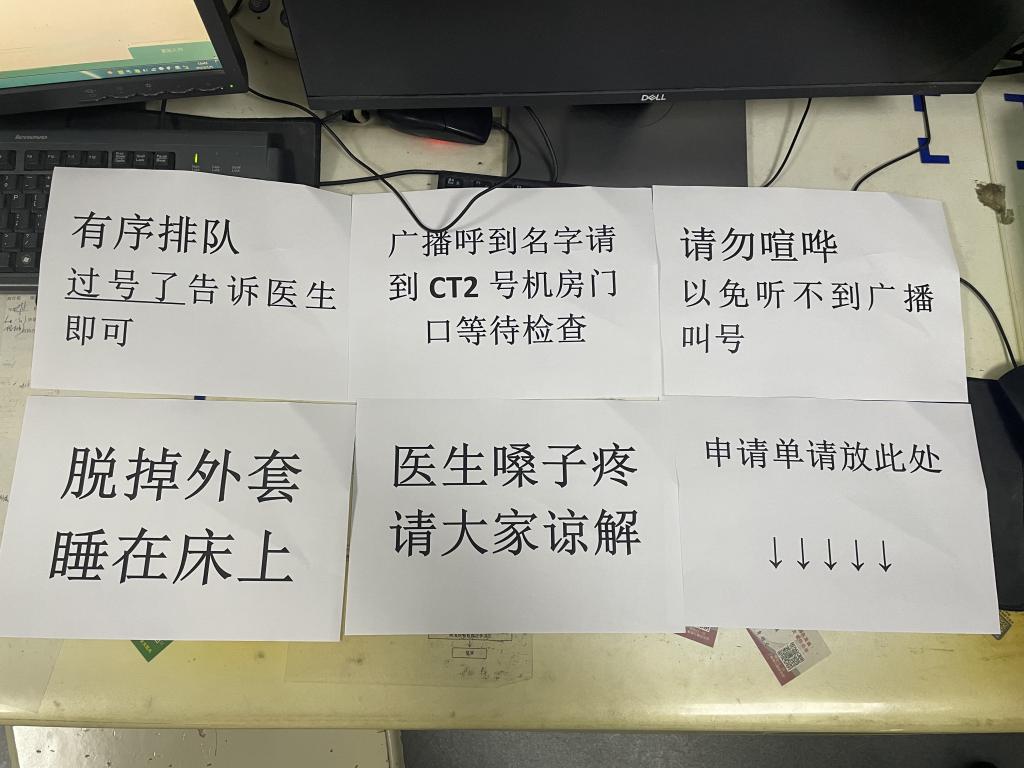 DELL
Lenovo
有序排队
过号了告诉医生
即可
广播呼到名字请
到 CT2 号机房门
口等待检查
请勿喧哗
以免听不到广播
叫号
脱掉外套
睡在床上
医生嗓子疼
请大家谅解
申请单请放此处
↓↓↓↓↓